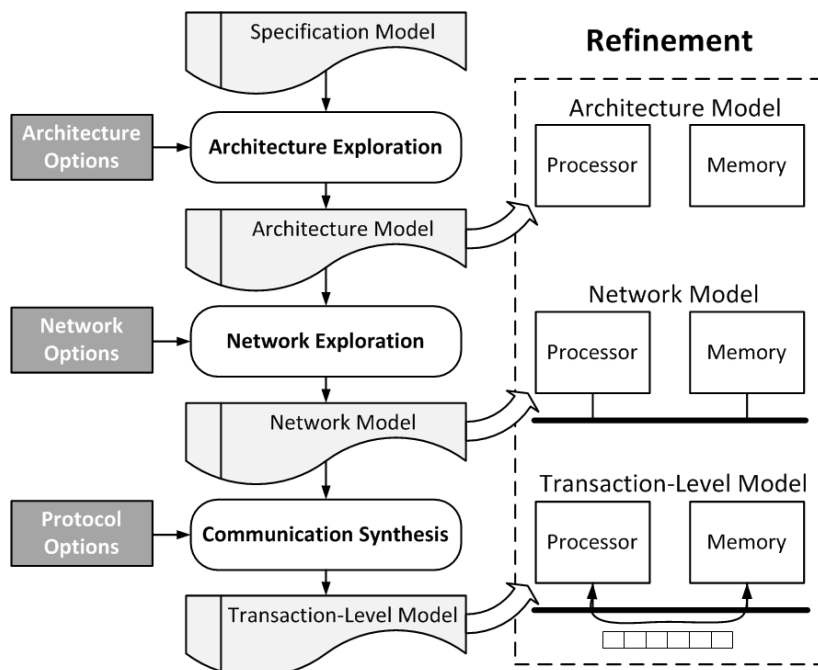 Specification Model
Refinement
Architecture Model
Architecture
Options
Architecture Exploration
Processor
Memory
Architecture Model
Network Model
Network
Options
Network Exploration
Processor
Memory
Network Model
Transaction-Level Model
Protocol
Options
Communication Synthesis
Processor
Memory
Transaction-Level Model